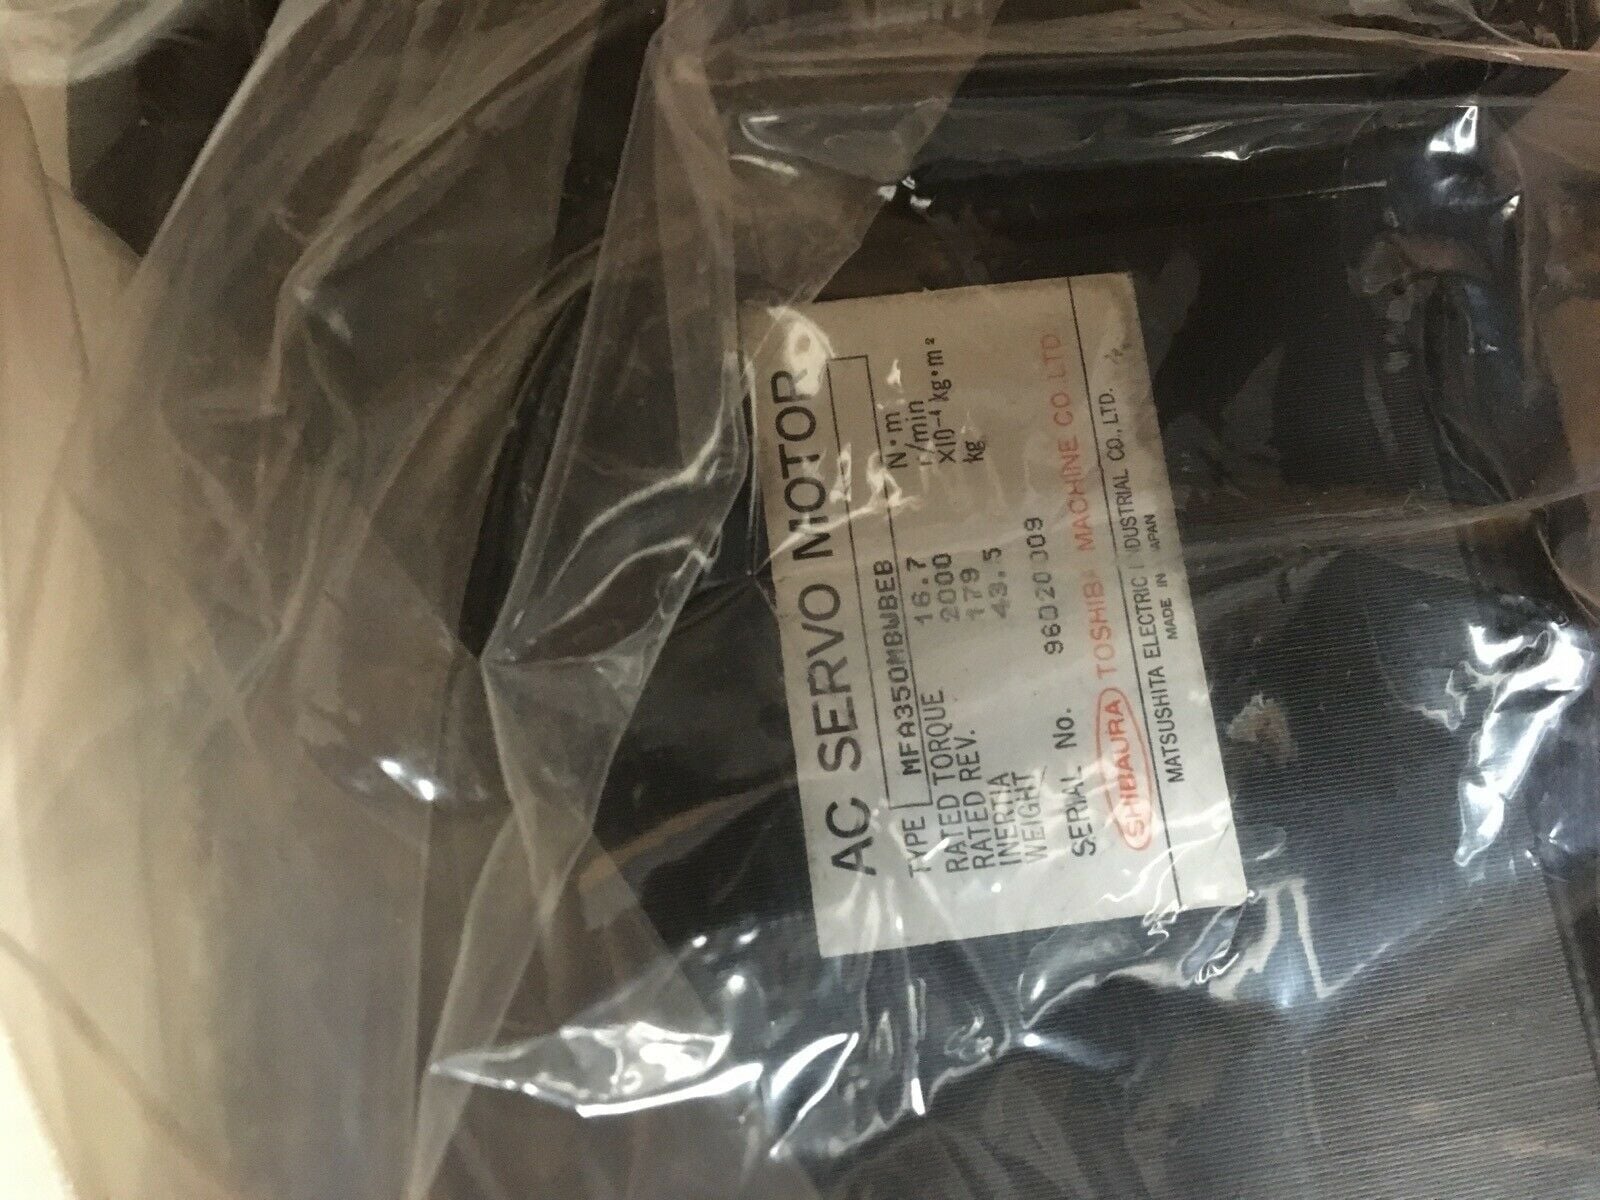 AC SERVO MOTOR
TYPE MFA350MBWBEB
RATED TORQUE 16.7 N·m
RATED REV. 2000 r/min
INERTIA 179 X10⁻⁴ kg·m²
WEIGHT 43.5 kg
SERIAL No. 960200009
SHIBAURA TOSHIBA MACHINE CO.LTD
MATSUSHITA ELECTRIC INDUSTRIAL CO., LTD.
MADE IN JAPAN